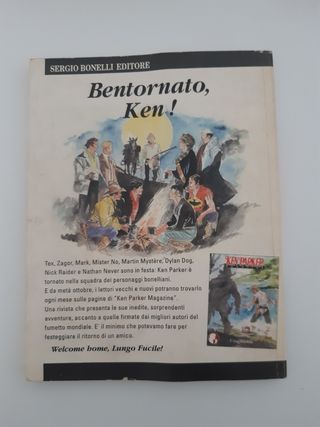 SERGIO BONELLI EDITORE
Bentornato,
Ken!
Tex, Zagor, Mark, Mister No, Martin Mystère, Dylan Dog,
Nick Raider e Nathan Never sono in festa: Ken Parker è
tornato nella squadra dei personaggi bonelliani.
E da metà ottobre, i lettori vecchi e nuovi potranno trovarlo
ogni mese sulle pagine di "Ken Parker Magazine".
Una rivista che presenta le sue inedite, sorprendenti
avventure, accanto a quelle firmate dai migliori autori del
fumetto mondiale. E' il minimo che potevamo fare per
festeggiare il ritorno di un amico.
Welcome home, Lungo Fucile!
KEN PARKER